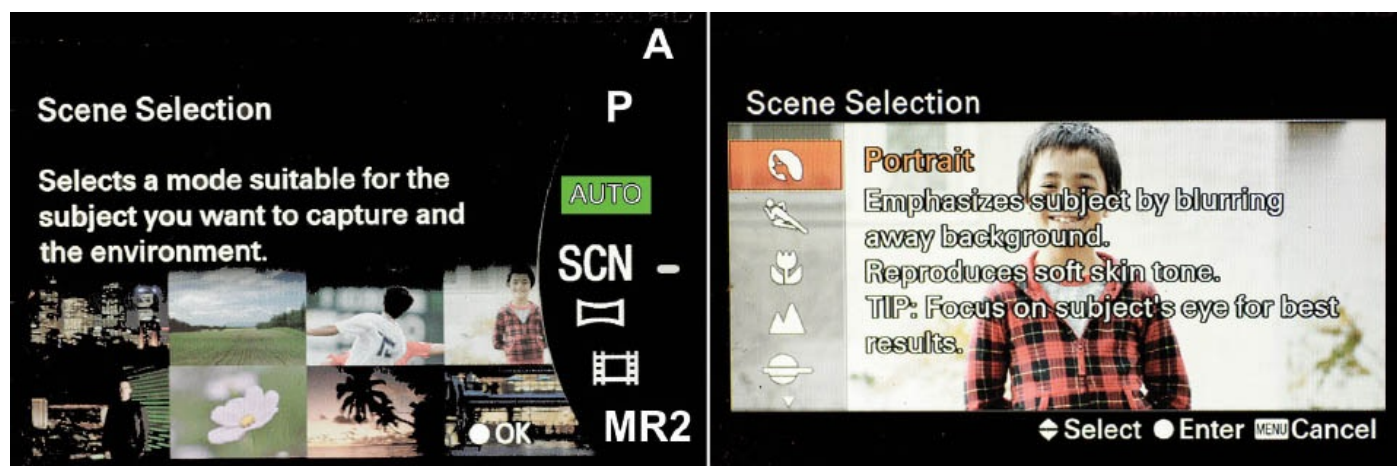 A
Scene Selection
P
Selects a mode suitable for the
subject you want to capture and
the environment.
AUTO
SCN
OK
MR2
Scene Selection
Portrait
Emphasizes subject by blurring
away background.
Reproduces soft skin tone.
TIP: Focus on subject's eye for best
results.
Select Enter MENU Cancel